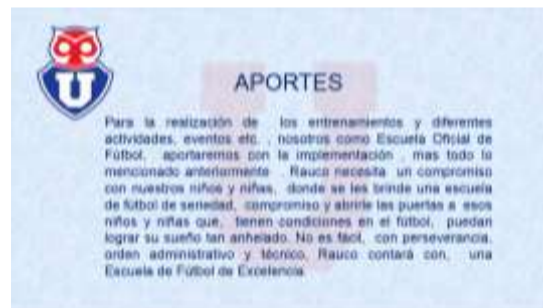 U
APORTES
Para la realización de los entrenamientos y diferentes
actividades, eventos etc. , nosotros como Escuela Oficial de
Fútbol, aportaremos con la implementación , mas todo lo
mencionado anteriormente . Rauco necesita un compromiso
con nuestros niños y niñas, donde se les brinde una escuela
de fútbol de seriedad, compromiso y abrirle las puertas a esos
niños y niñas que, tienen condiciones en el fútbol, puedan
lograr su sueño tan anhelado. No es fácil, con perseverancia,
orden administrativo y técnico, Rauco contará con, una
Escuela de Fútbol de Excelencia